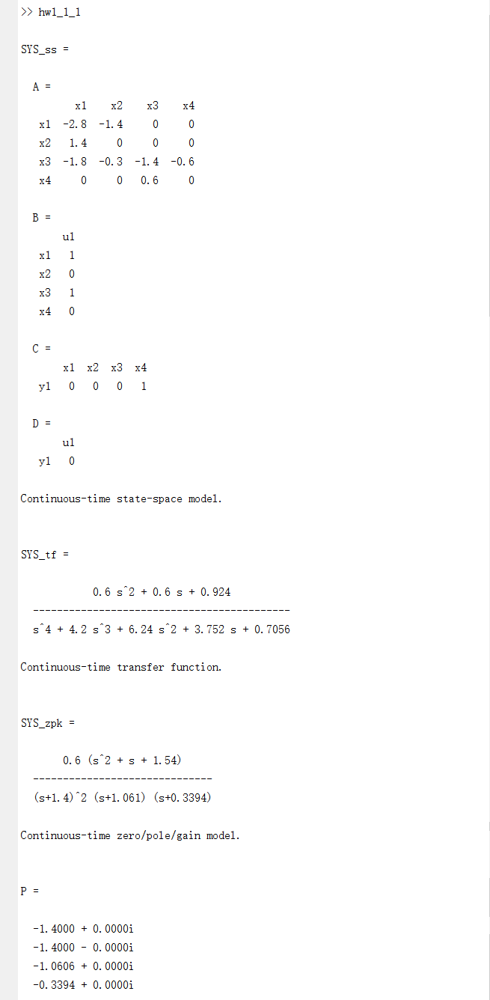 >> hw1_1_1
SYS_ss =
A =
x1 x2 x3 x4
x1 -2.8 -1.4 0 0
x2 1.4 0 0 0
x3 -1.8 -0.3 -1.4 -0.6
x4 0 0 0.6 0
B =
u1
x1 1
x2 0
x3 1
x4 0
C =
x1 x2 x3 x4
y1 0 0 0 1
D =
u1
y1 0
Continuous-time state-space model.
SYS_tf =
0.6 s^2 + 0.6 s + 0.924
-------------------------------------------
s^4 + 4.2 s^3 + 6.24 s^2 + 3.752 s + 0.7056
Continuous-time transfer function.
SYS_zpk =
0.6 (s^2 + s + 1.54)
------------------------------
(s+1.4)^2 (s+1.061) (s+0.3394)
Continuous-time zero/pole/gain model.
P =
-1.4000 + 0.0000i
-1.4000 - 0.0000i
-1.0606 + 0.0000i
-0.3394 + 0.0000i